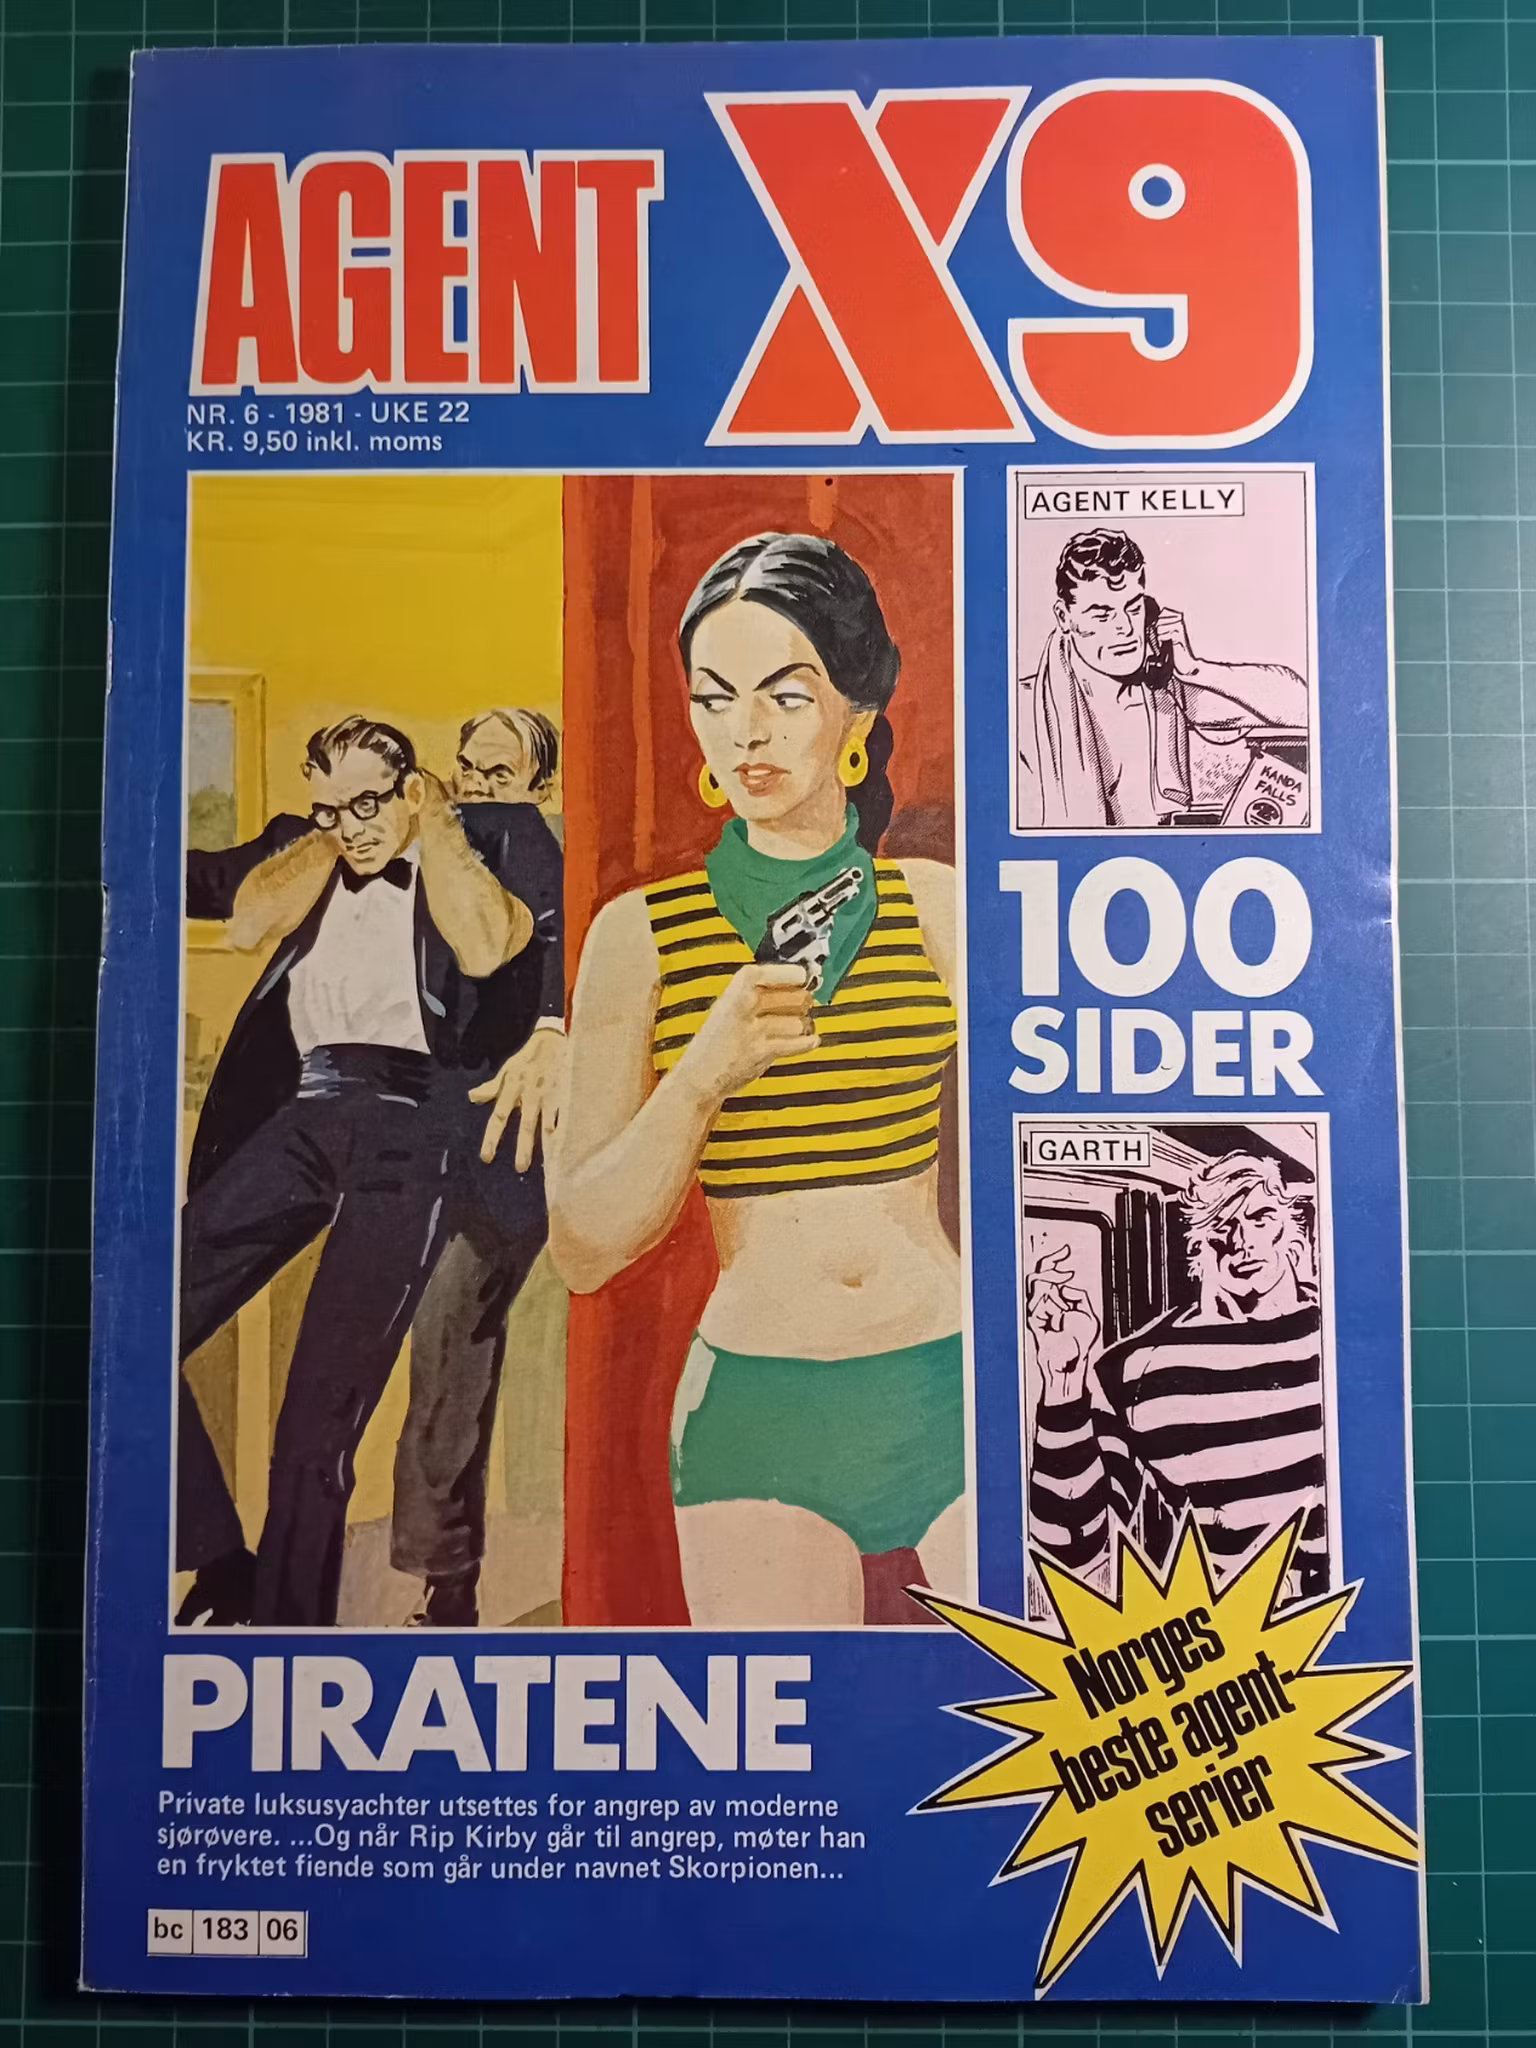 AGENT X9
NR. 6 - 1981 - UKE 22
KR. 9,50 inkl. moms
AGENT KELLY
KANDA
FALLS
100
SIDER
GARTH
Norges
beste agent-
serier
PIRATENE
Private luksusyachter utsettes for angrep av moderne
sjørøvere. ...Og når Rip Kirby går til angrep, møter han
en fryktet fiende som går under navnet Skorpionen...
bc 183 06